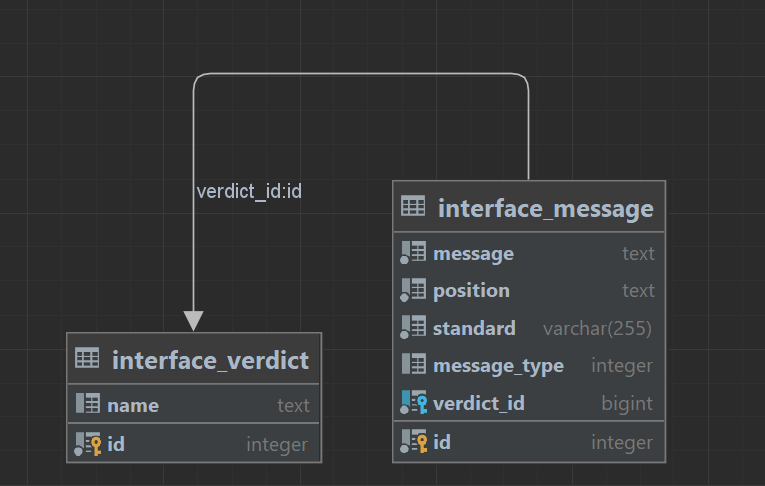 verdict_id:id
interface_message
message text
position text
standard varchar(255)
message_type integer
verdict_id bigint
id integer
interface_verdict
name text
id integer